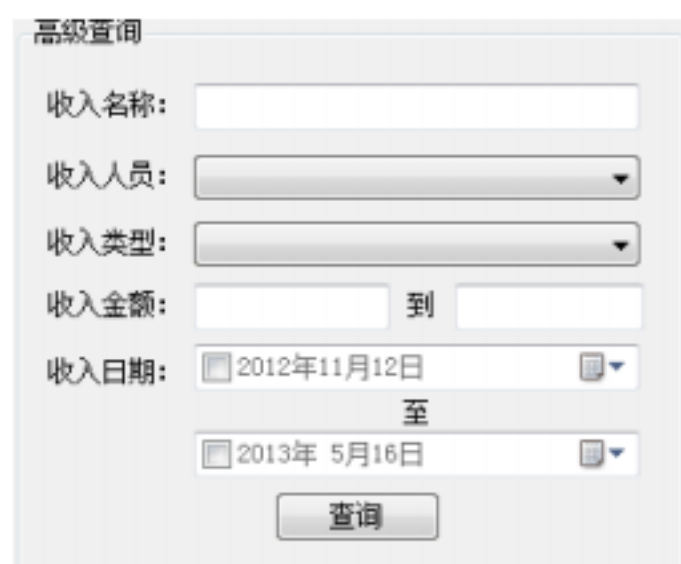 高级查询
收入名称：
收入人员：
收入类型：
收入金额： 到
收入日期： 2012年11月12日
至
2013年 5月16日
查询